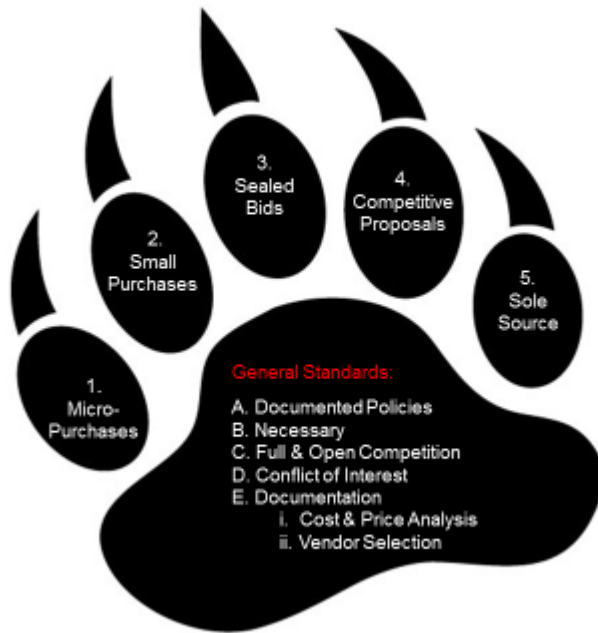 1.
Micro-
Purchases
2.
Small
Purchases
3.
Sealed
Bids
4.
Competitive
Proposals
5.
Sole
Source
General Standards:
A. Documented Policies
B. Necessary
C. Full & Open Competition
D. Conflict of Interest
E. Documentation
i. Cost & Price Analysis
ii. Vendor Selection